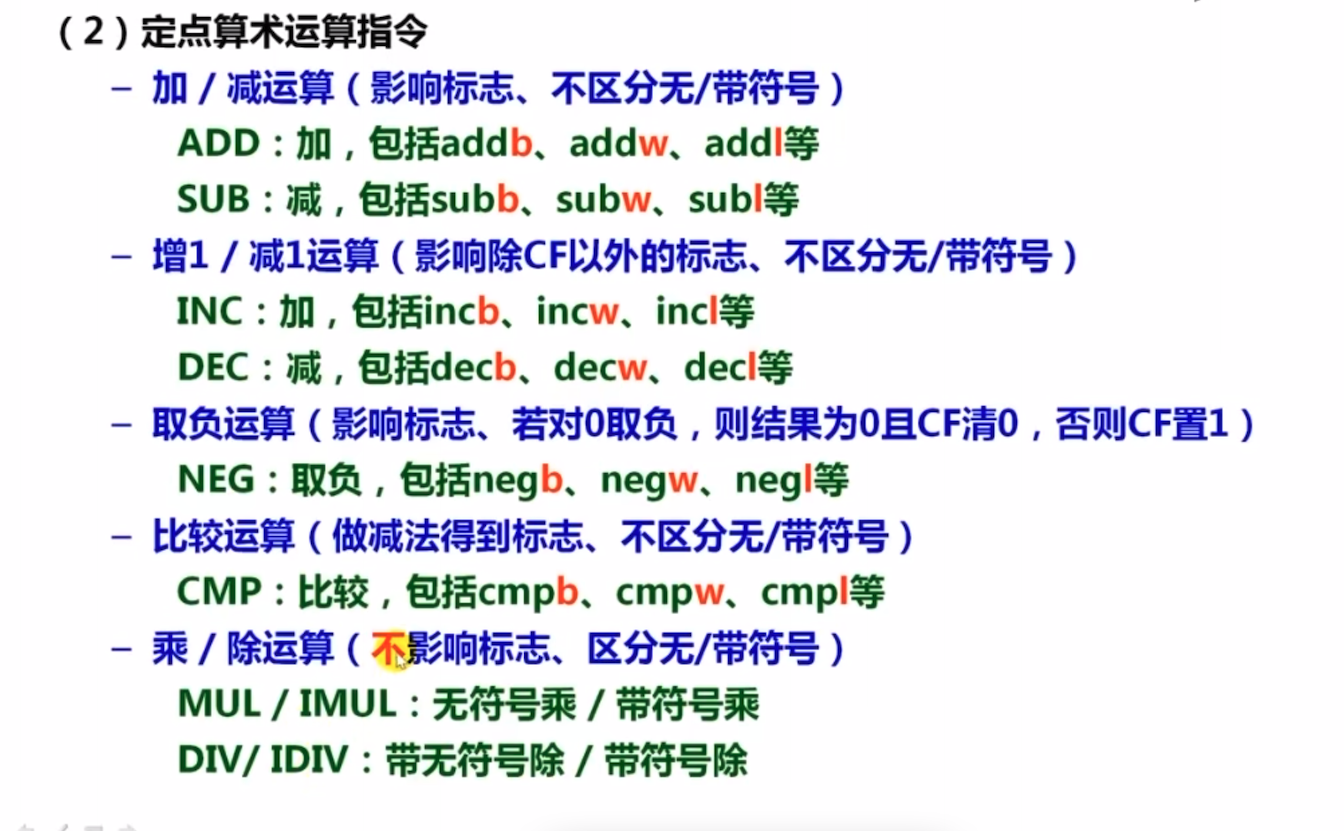 （2）定点算术运算指令
– 加 / 减运算（影响标志、不区分无/带符号）
ADD：加，包括addb、addw、addl等
SUB：减，包括subb、subw、subl等
– 增1 / 减1运算（影响除CF以外的标志、不区分无/带符号）
INC：加，包括incb、incw、incl等
DEC：减，包括decb、decw、decl等
– 取负运算（影响标志、若对0取负，则结果为0且CF清0，否则CF置1）
NEG：取负，包括negb、negw、negl等
– 比较运算（做减法得到标志、不区分无/带符号）
CMP：比较，包括cmpb、cmpw、cmpl等
– 乘 / 除运算（不影响标志、区分无/带符号）
MUL / IMUL：无符号乘 / 带符号乘
DIV/ IDIV：带无符号除 / 带符号除